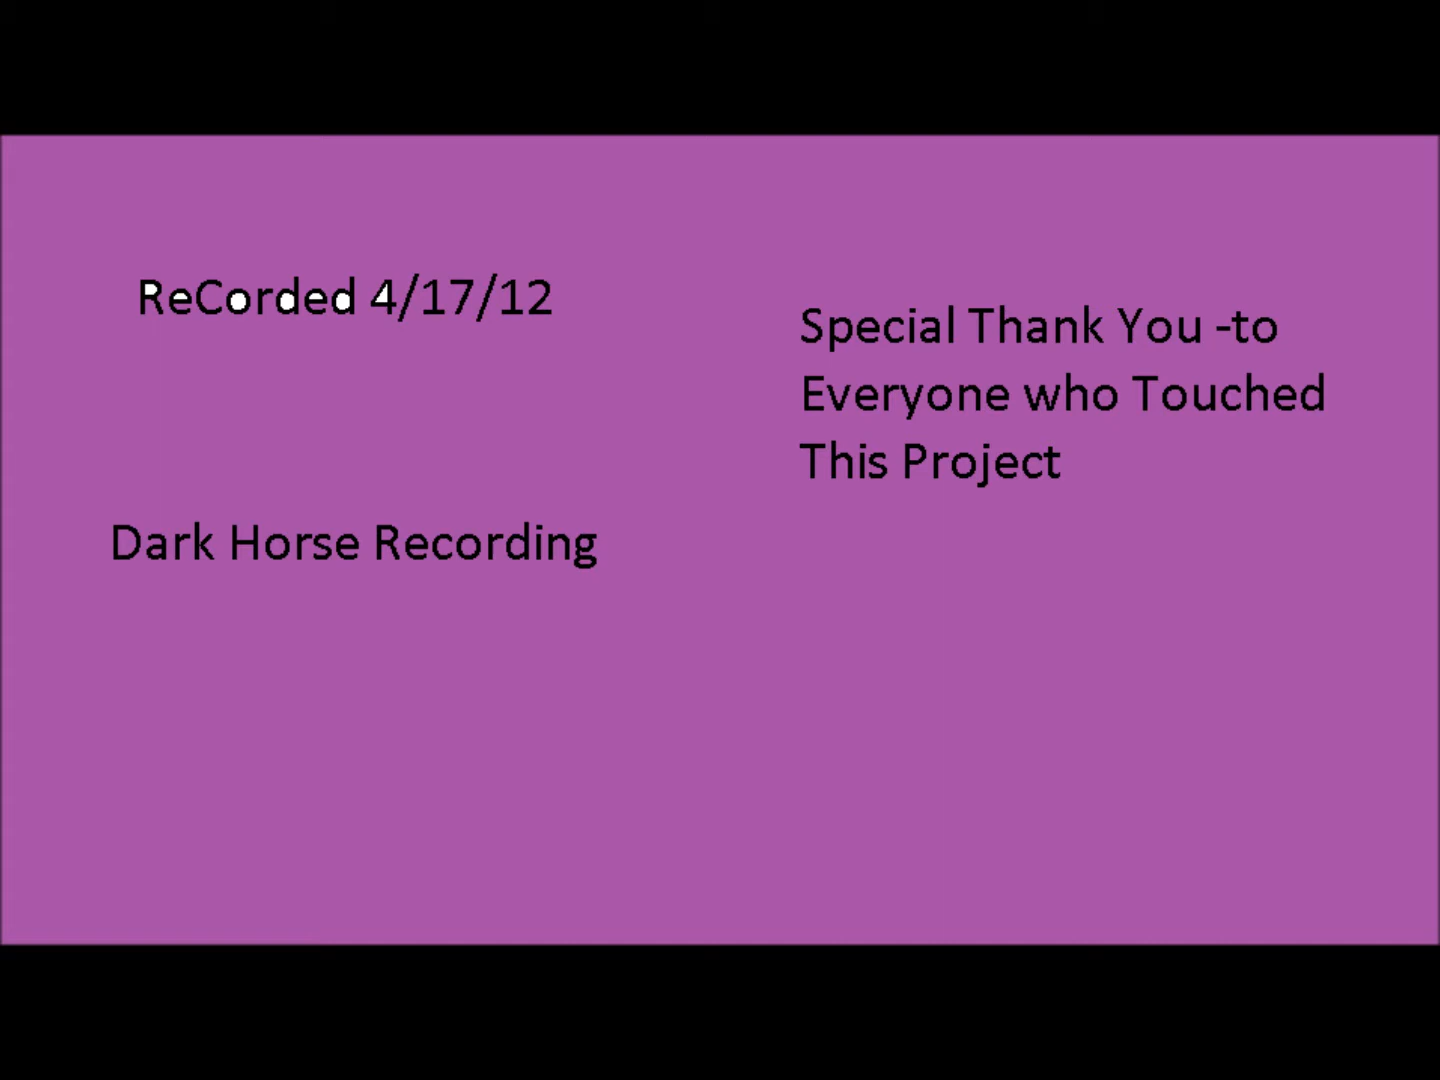 ReCorded 4/17/12
Dark Horse Recording
Special Thank You -to
Everyone who Touched
This Project